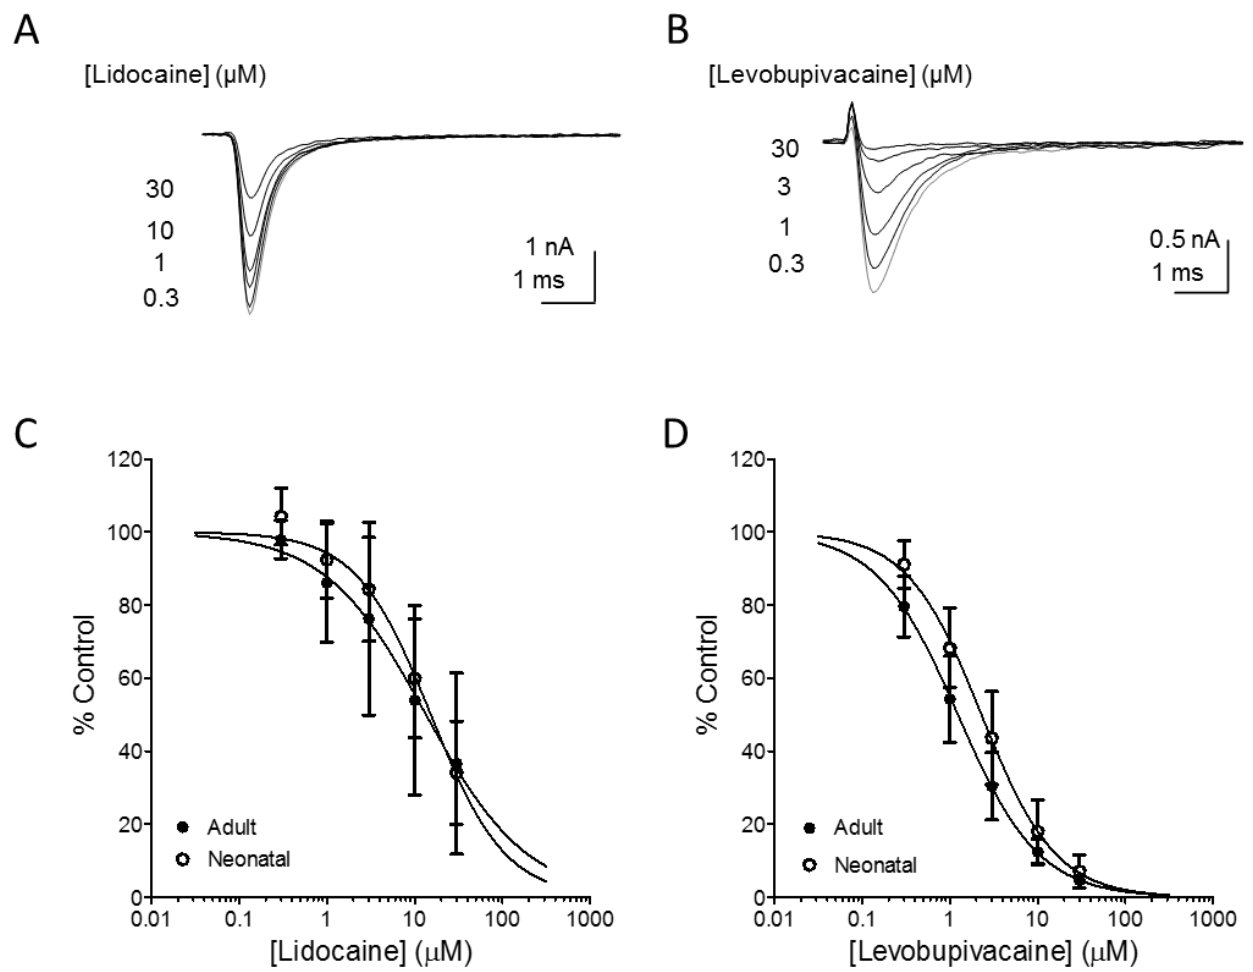 A
[Lidocaine] (µM)
30
10
1
0.3
1 nA
1 ms
B
[Levobupivacaine] (µM)
30
3
1
0.3
0.5 nA
1 ms
C
120
100
80
60
40
20
0
% Control
Adult
Neonatal
0.01 0.1 1 10 100 1000
[Lidocaine] (µM)
D
120
100
80
60
40
20
0
% Control
Adult
Neonatal
0.01 0.1 1 10 100 1000
[Levobupivacaine] (µM)